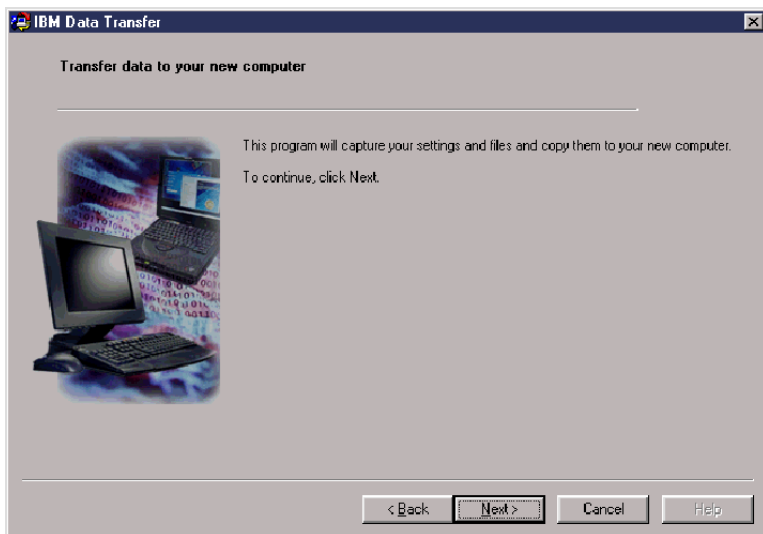 IBM Data Transfer
Transfer data to your new computer
This program will capture your settings and files and copy them to your new computer.
To continue, click Next.
< Back Next > Cancel Help